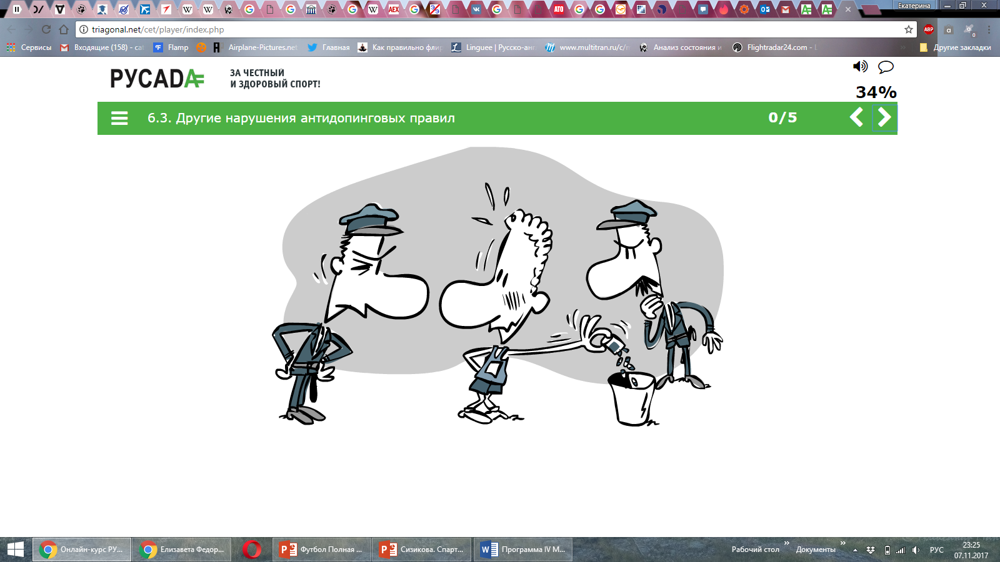 Екатерина
triagonal.net/cet/player/index.php
Сервисы
Входящие (158) - cat
Flamp
Airplane-Pictures.net
Главная
Как правильно флир
Linguee | Русско-анг
www.multitran.ru/c/m
Анализ состояния и
Flightradar24.com - L
Другие закладки
РУСАДА
ЗА ЧЕСТНЫЙ
И ЗДОРОВЫЙ СПОРТ!
34%
6.3. Другие нарушения антидопинговых правил
0/5
Онлайн-курс РУ...
Елизавета Федор...
Футбол Полная ...
Сизикова. Спарт...
Программа IV М...
Рабочий стол
Документы
РУС
23:25
07.11.2017